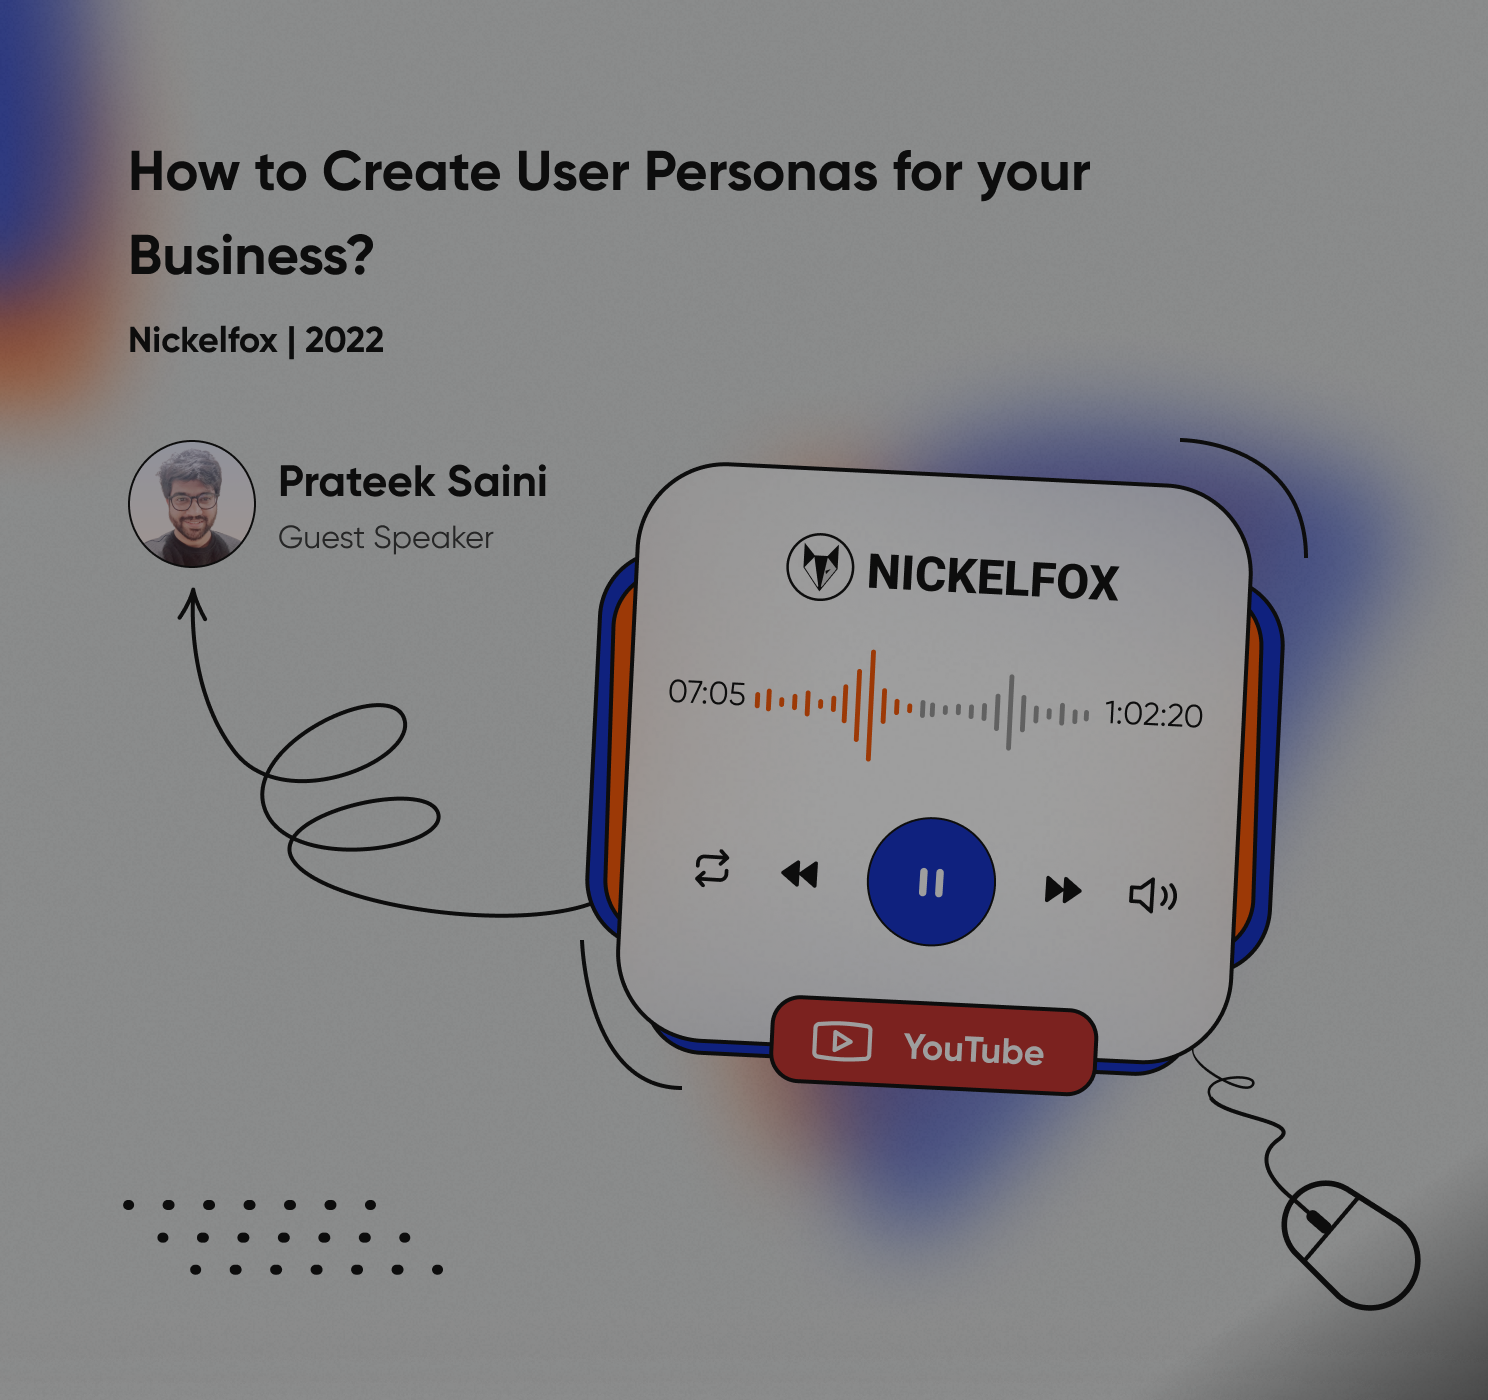 How to Create User Personas for your
Business?
Nickelfox | 2022
Prateek Saini
Guest Speaker
NICKELFOX
07:05
1:02:20
YouTube